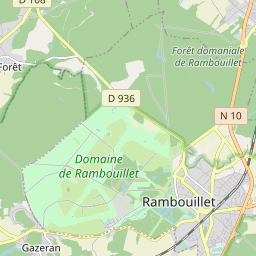 D 108
Forêt domaniale
de Rambouillet
Forêt
D 936
N 10
Domaine
de Rambouillet
Rambouillet
Gazeran